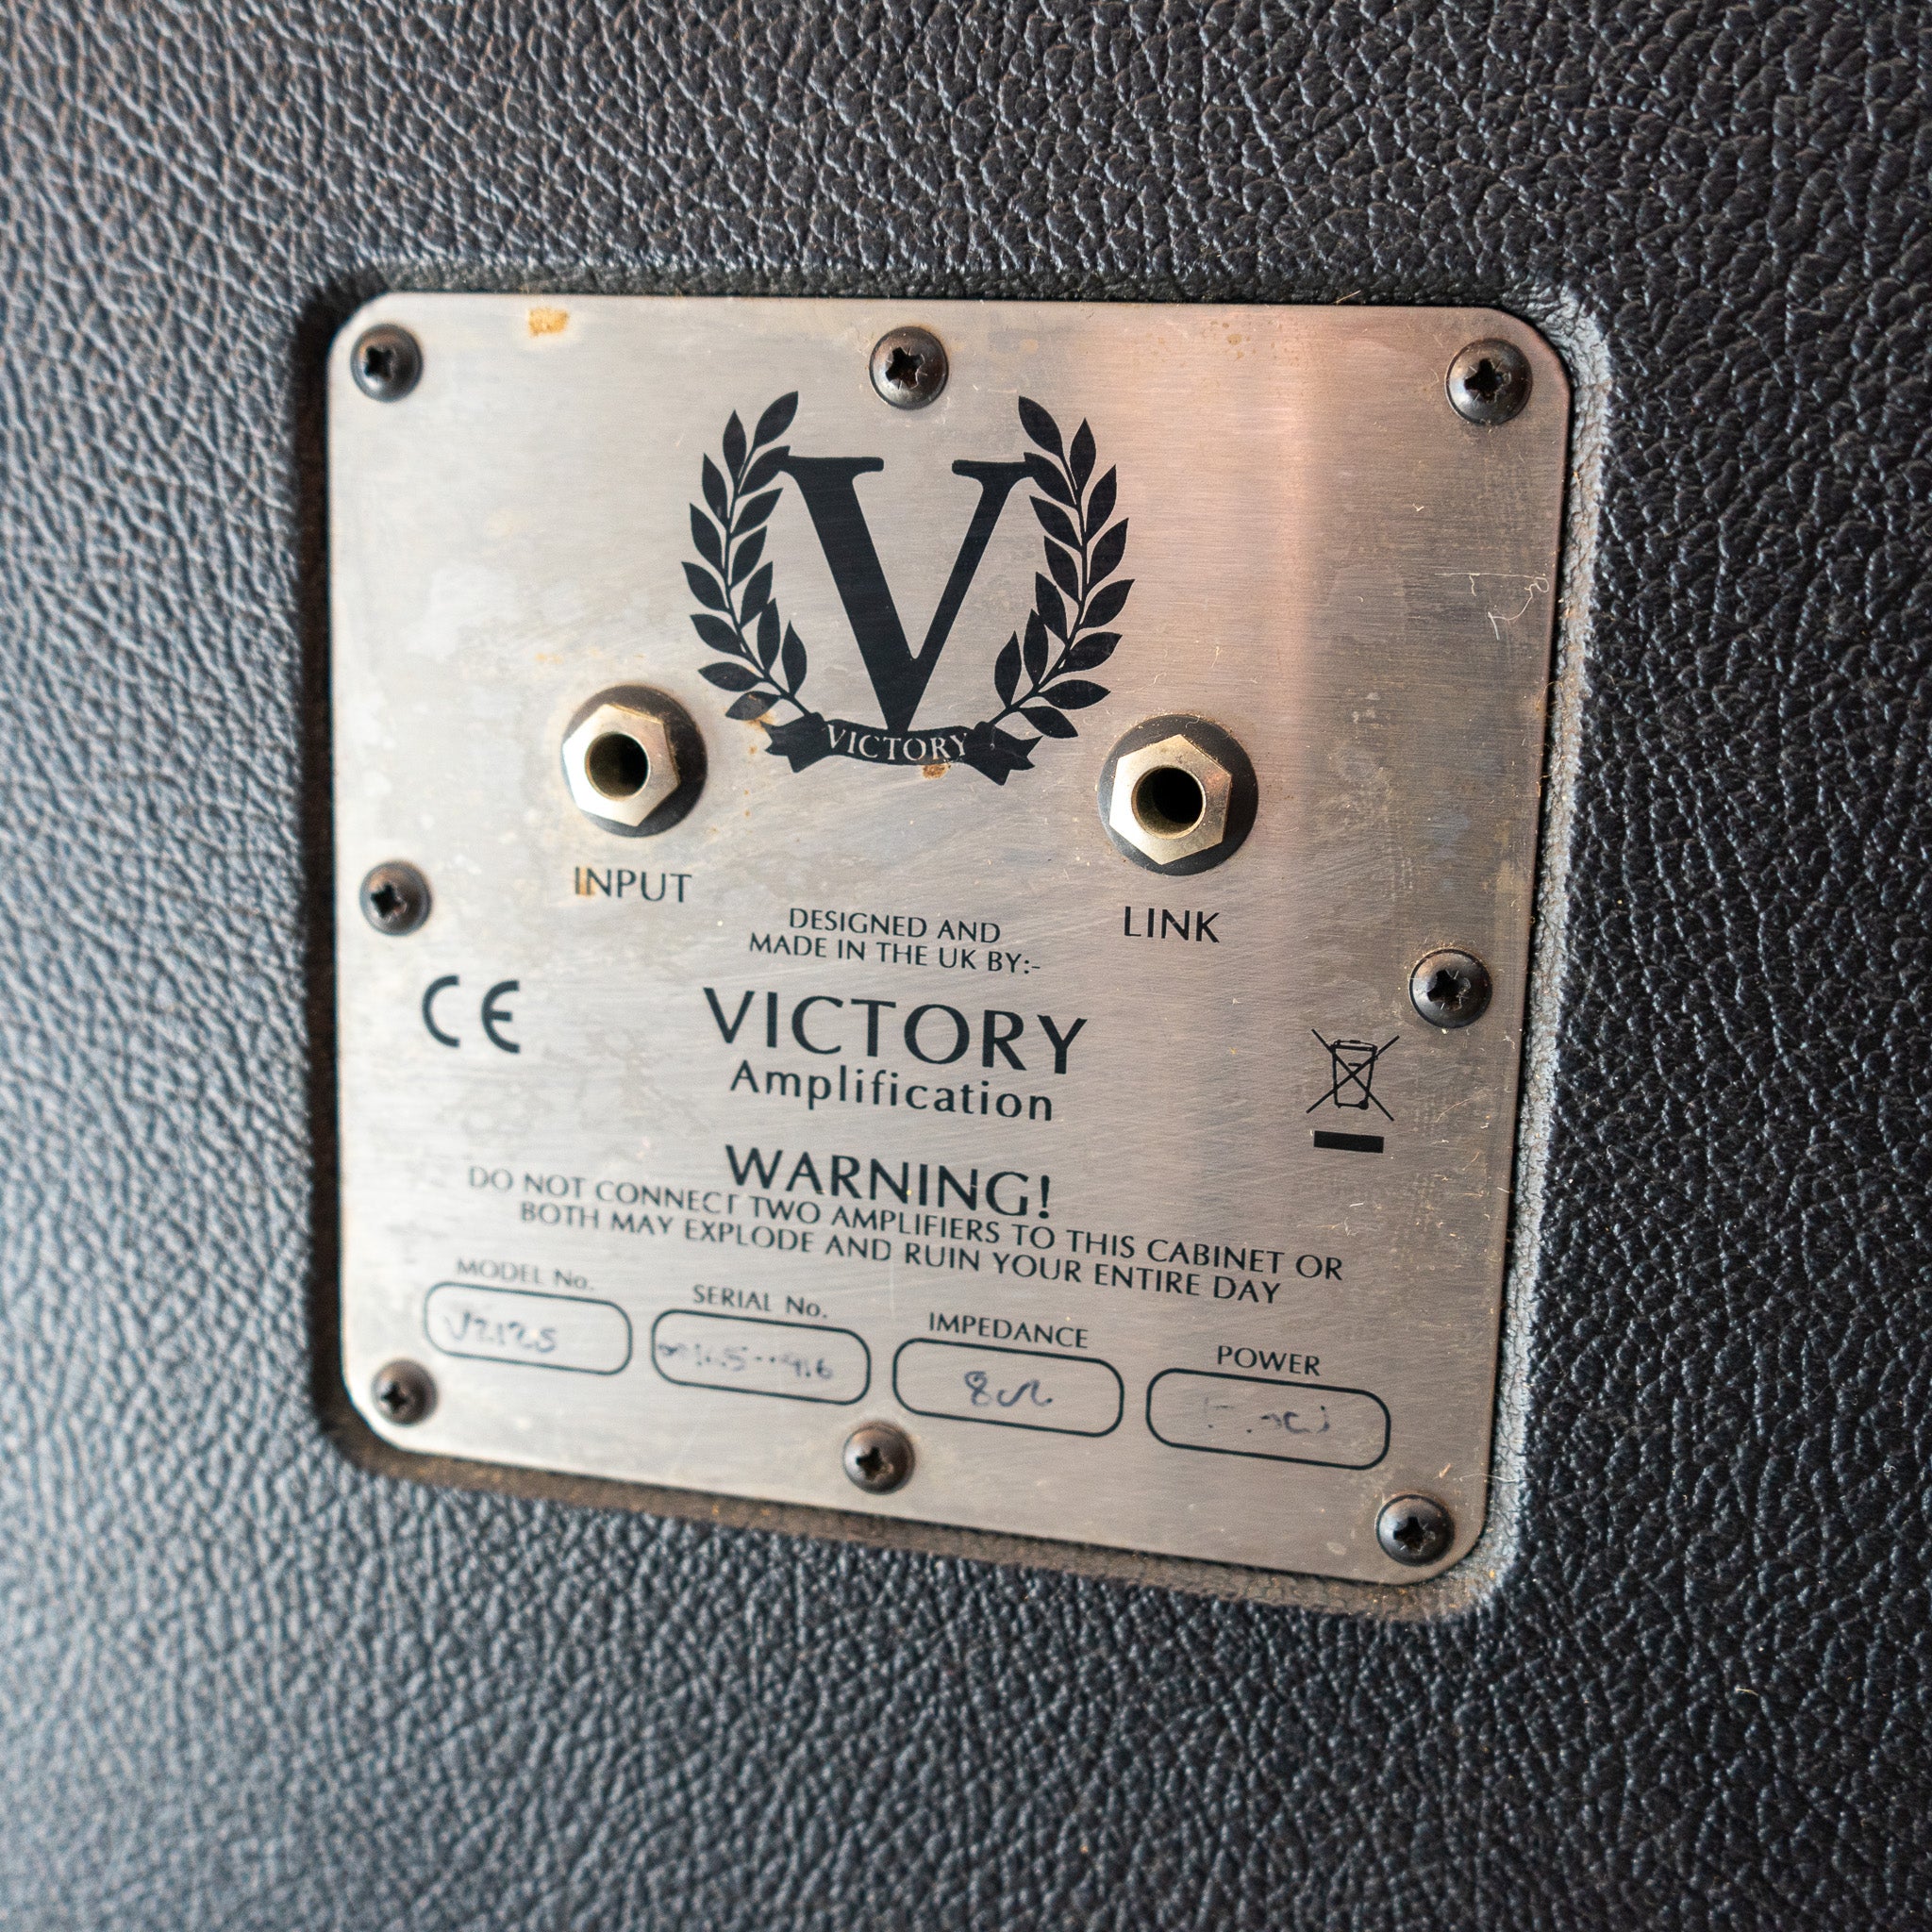 V
VICTORY
INPUT
LINK
DESIGNED AND
MADE IN THE UK BY:-
CE
VICTORY
Amplification
WARNING!
DO NOT CONNECT TWO AMPLIFIERS TO THIS CABINET OR
BOTH MAY EXPLODE AND RUIN YOUR ENTIRE DAY
MODEL No.
SERIAL No.
IMPEDANCE
POWER
V212S
8Ω